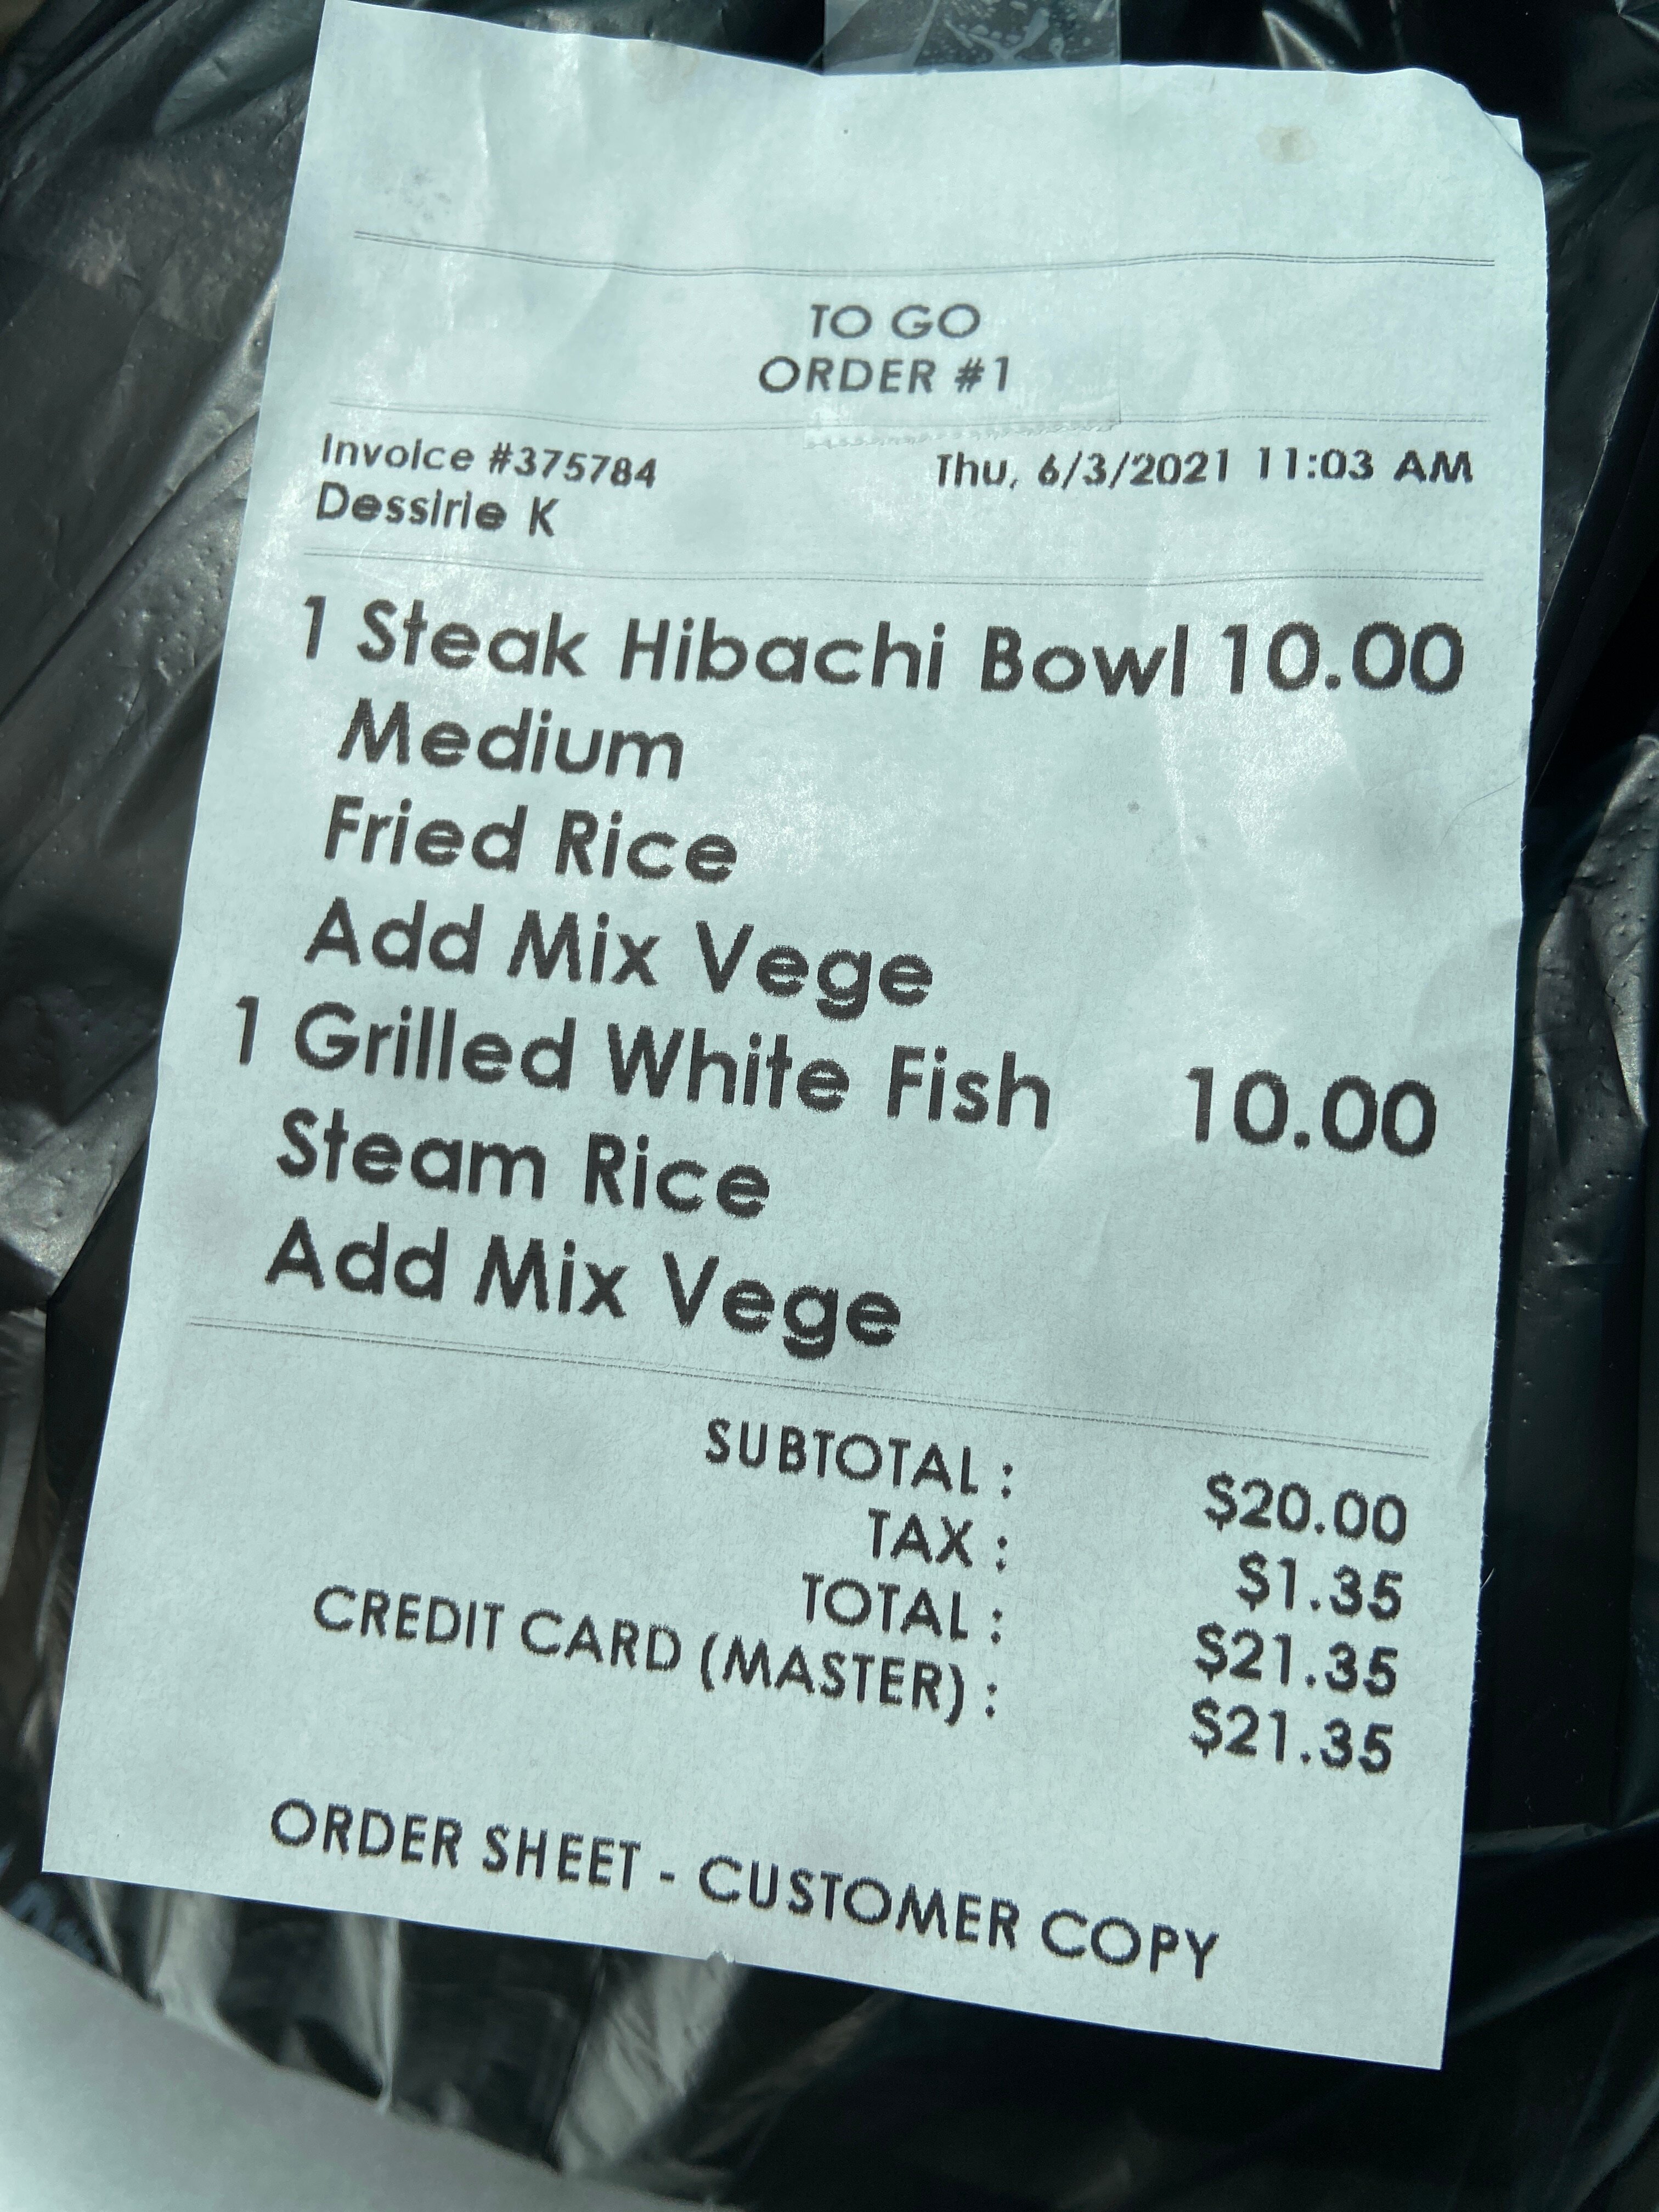 TO GO
ORDER #1
Invoice #375784 Thu, 6/3/2021 11:03 AM
Dessirie K
1 Steak Hibachi Bowl 10.00
Medium
Fried Rice
Add Mix Vege
1 Grilled White Fish 10.00
Steam Rice
Add Mix Vege
SUBTOTAL : $20.00
TAX : $1.35
TOTAL : $21.35
CREDIT CARD (MASTER) : $21.35
ORDER SHEET - CUSTOMER COPY